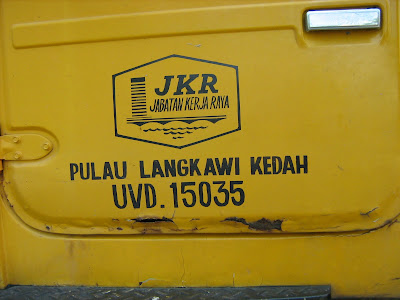 JKR
JABATAN KERJA RAYA
PULAU LANGKAWI KEDAH
UVD. 15035